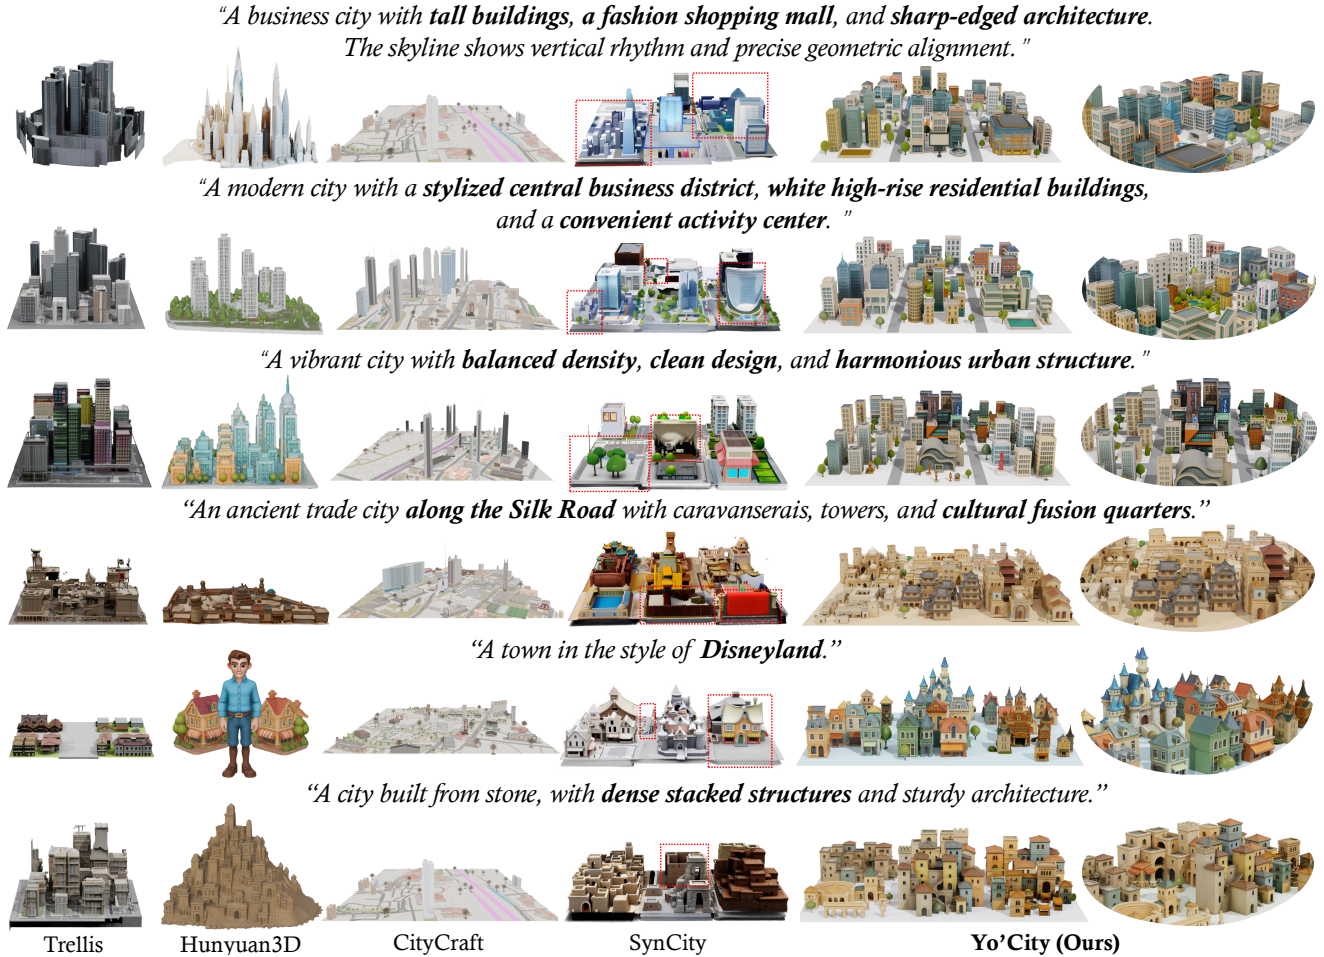 "A business city with tall buildings, a fashion shopping mall, and sharp-edged architecture.
The skyline shows vertical rhythm and precise geometric alignment."
"A modern city with a stylized central business district, white high-rise residential buildings,
and a convenient activity center. "
"A vibrant city with balanced density, clean design, and harmonious urban structure. "
“An ancient trade city along the Silk Road with caravanserais, towers, and cultural fusion quarters.”
“A town in the style of Disneyland.”
“A city built from stone, with dense stacked structures and sturdy architecture.”
Trellis Hunyuan3D CityCraft SynCity Yo’City (Ours)